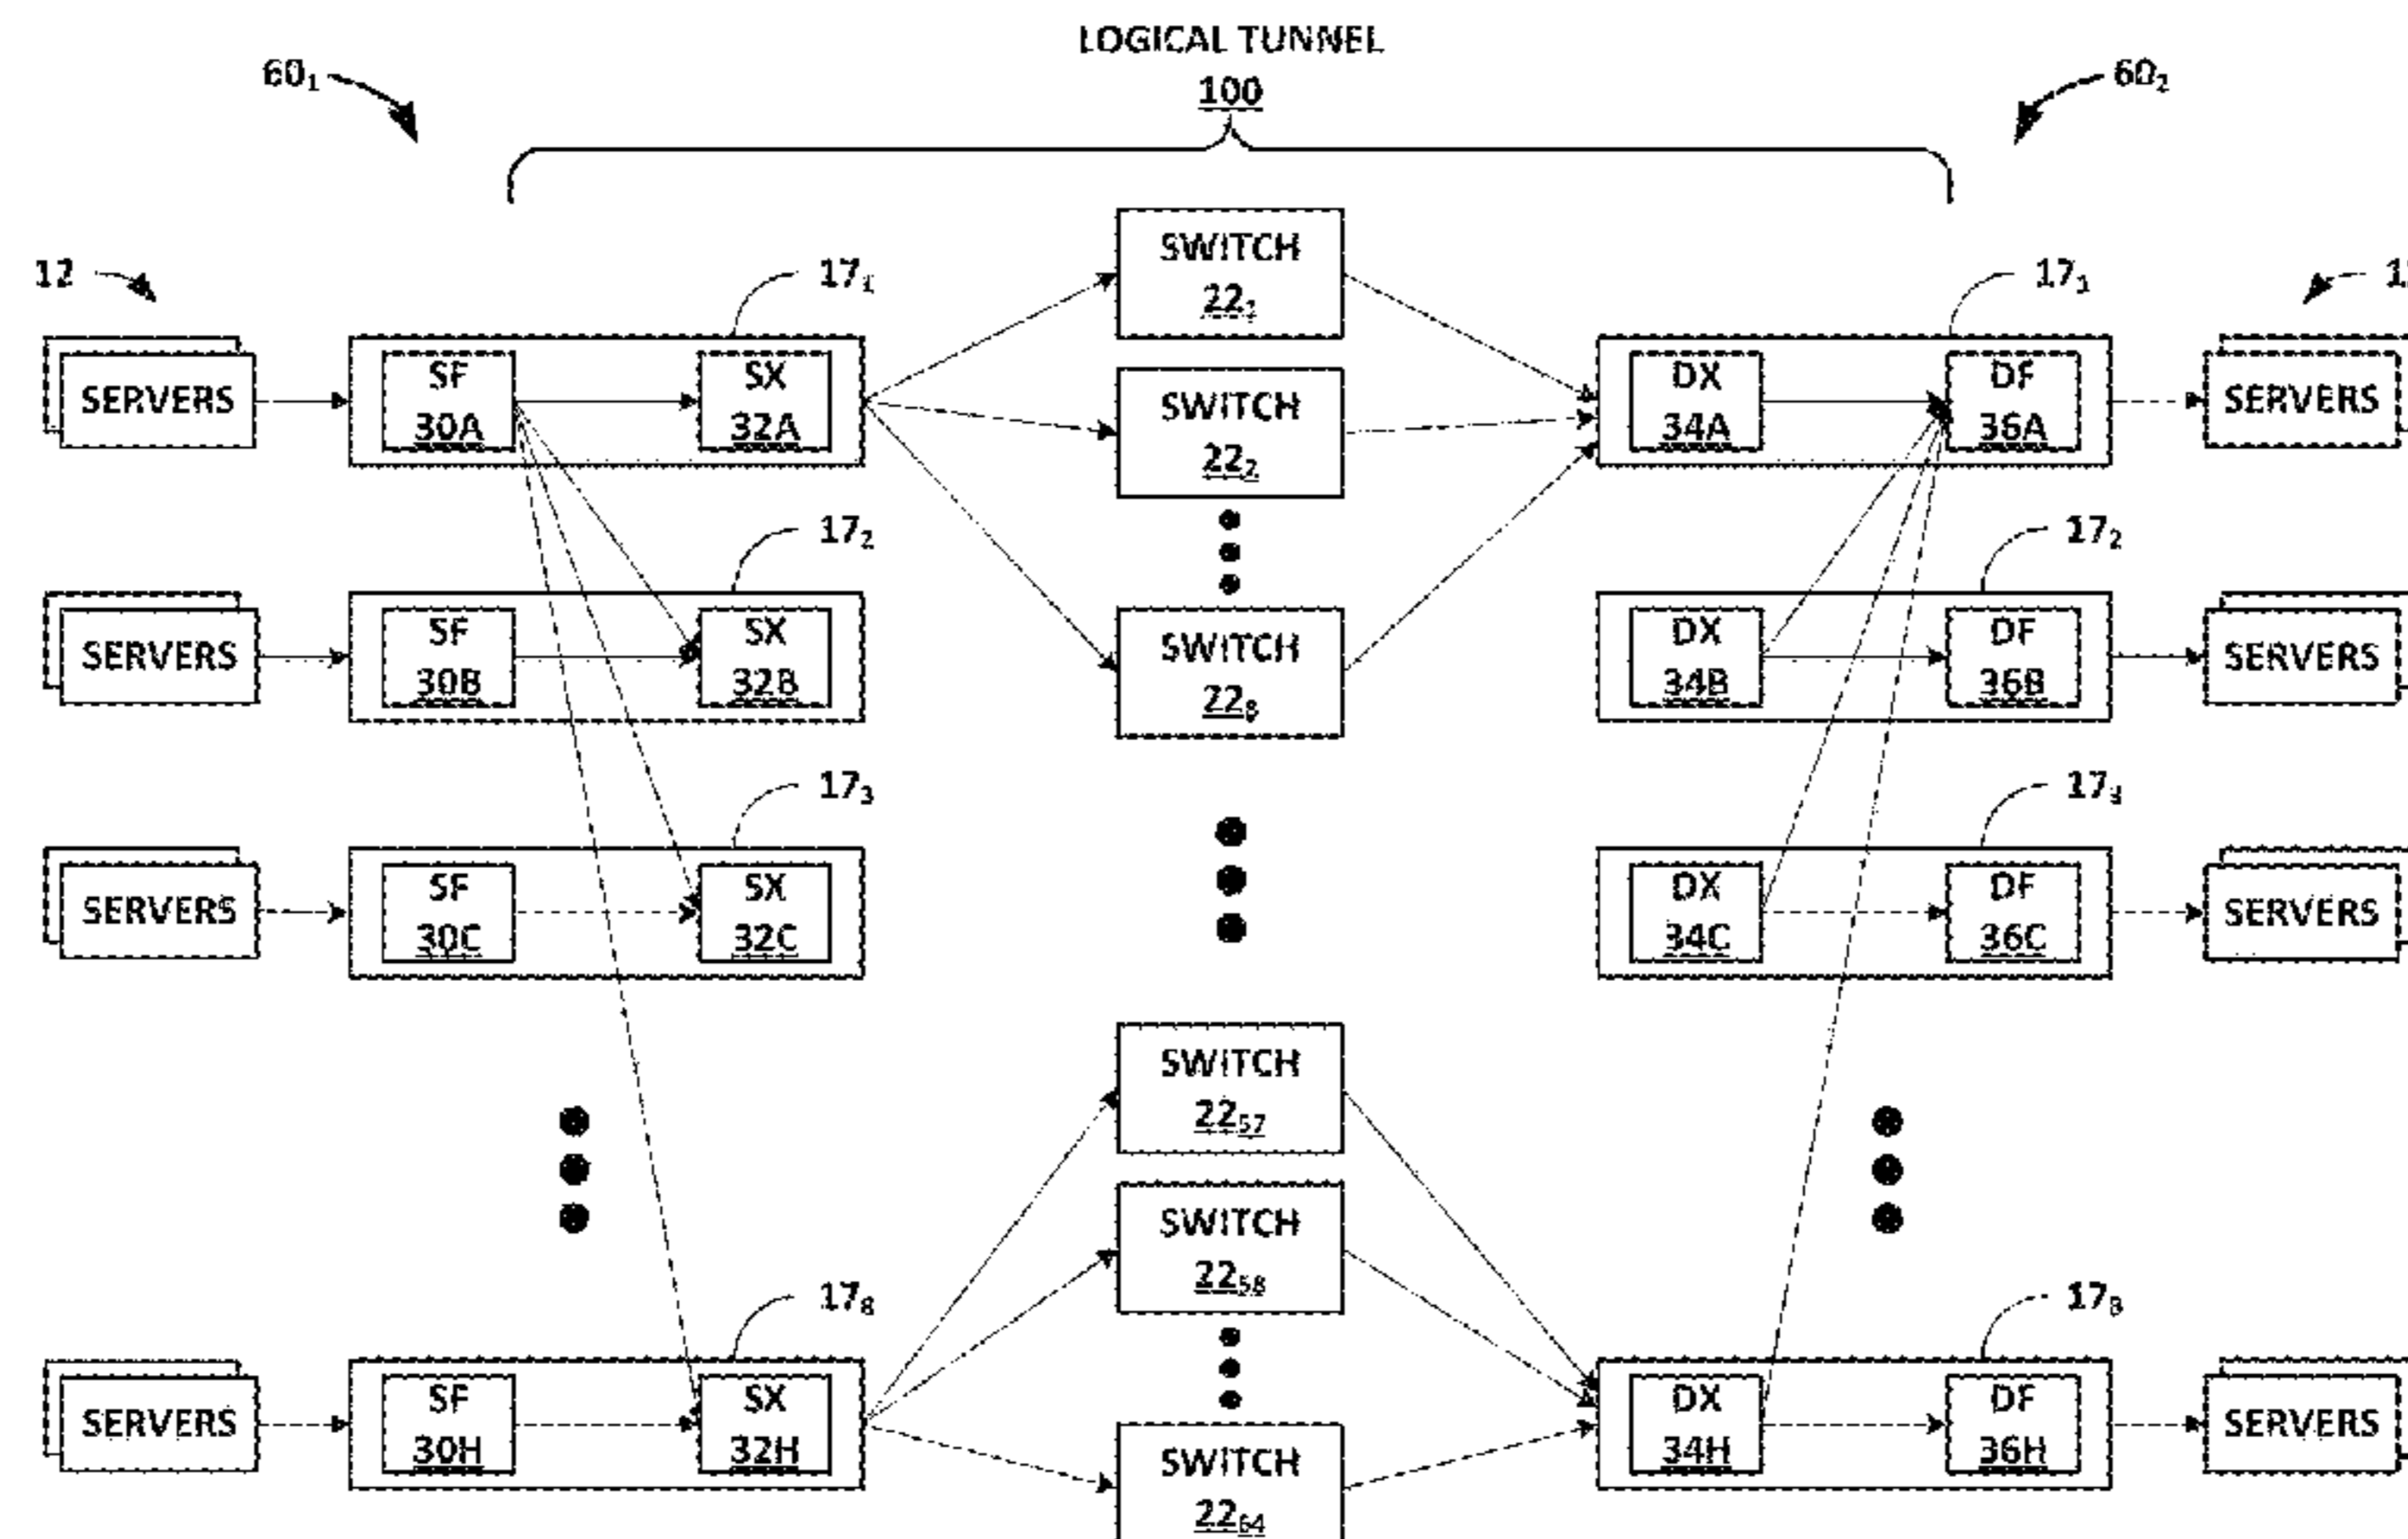 LOGICAL TUNNEL
60₁
100
60₂
12
17₁
SWITCH
22₁
17₁
SERVERS
SF
30A
SX
32A
SWITCH
22₂
DX
34A
DF
36A
SERVERS
17₂
17₂
SERVERS
SF
30B
SX
32B
SWITCH
22₈
DX
34B
DF
36B
SERVERS
17₃
17₃
SERVERS
SF
30C
SX
32C
DX
34C
DF
36C
SERVERS
SWITCH
22₅₇
SWITCH
22₅₈
17₈
17₈
SERVERS
SF
30H
SX
32H
SWITCH
22₆₄
DX
34H
DF
36H
SERVERS